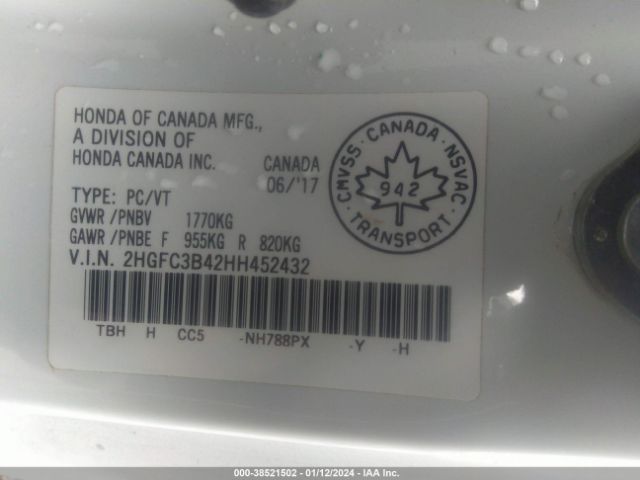 HONDA OF CANADA MFG.,
A DIVISION OF
HONDA CANADA INC.
CANADA
06/'17
TYPE: PC/VT
GVWR /PNBV 1770KG
GAWR /PNBE F 955KG R 820KG
V.I.N. 2HGFC3B42HH452432
TBH H CC5 -NH788PX -Y -H
CMVSS · CANADA · NSVAC
942
TRANSPORT
000-38521502 - 01/12/2024 - IAA Inc.